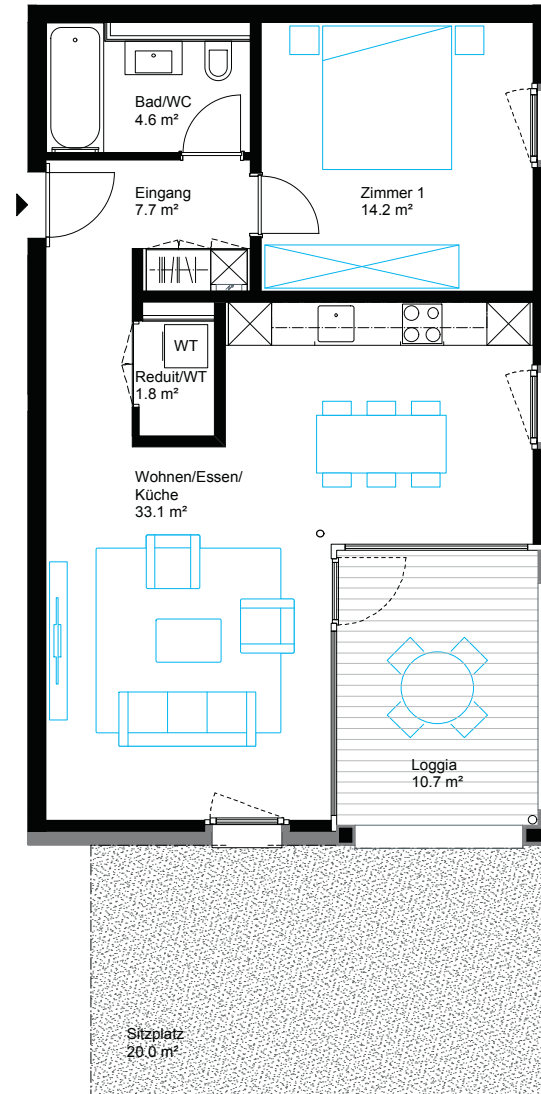 Bad/WC
4.6 m²
Eingang
7.7 m²
Zimmer 1
14.2 m²
WT
Reduit/WT
1.8 m²
Wohnen/Essen/
Küche
33.1 m²
Loggia
10.7 m²
Sitzplatz
20.0 m²